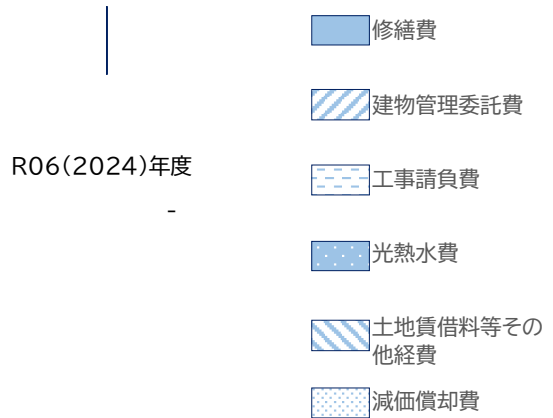 修繕費
建物管理委託費
R06(2024)年度
工事請負費
-
光熱水費
土地賃借料等その
他経費
減価償却費